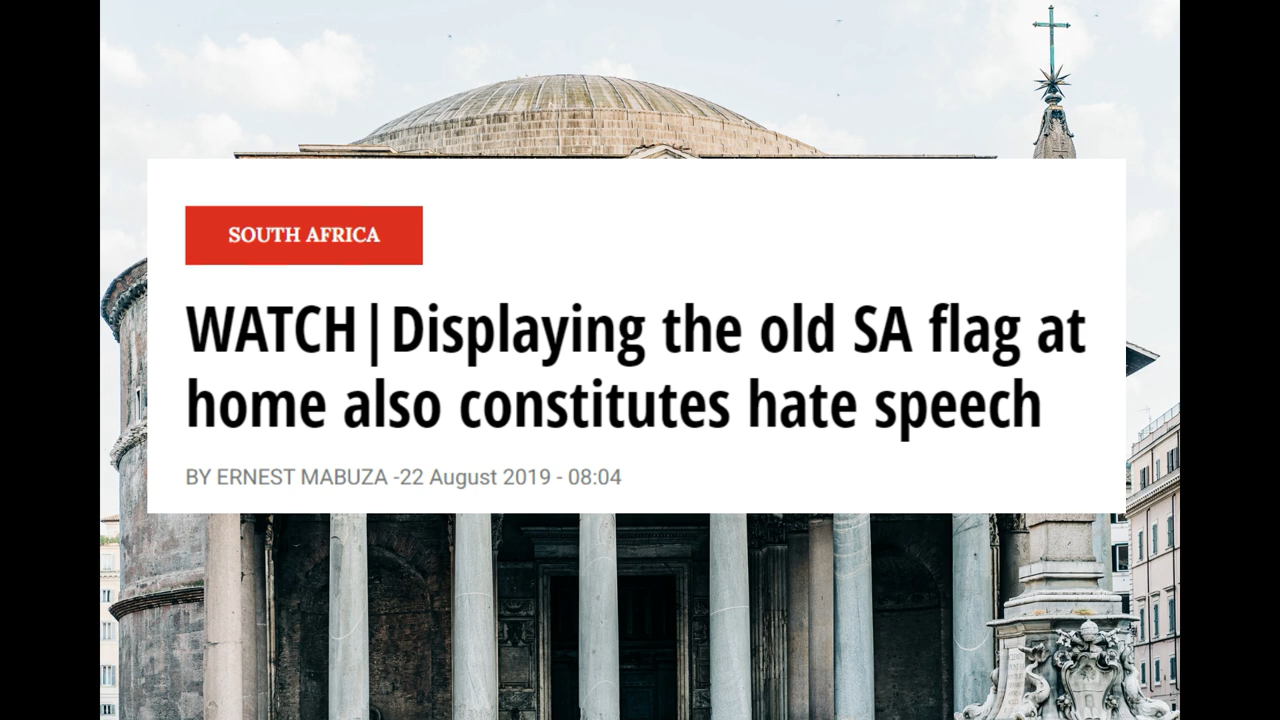 SOUTH AFRICA
WATCH|Displaying the old SA flag at
home also constitutes hate speech
BY ERNEST MABUZA -22 August 2019 - 08:04